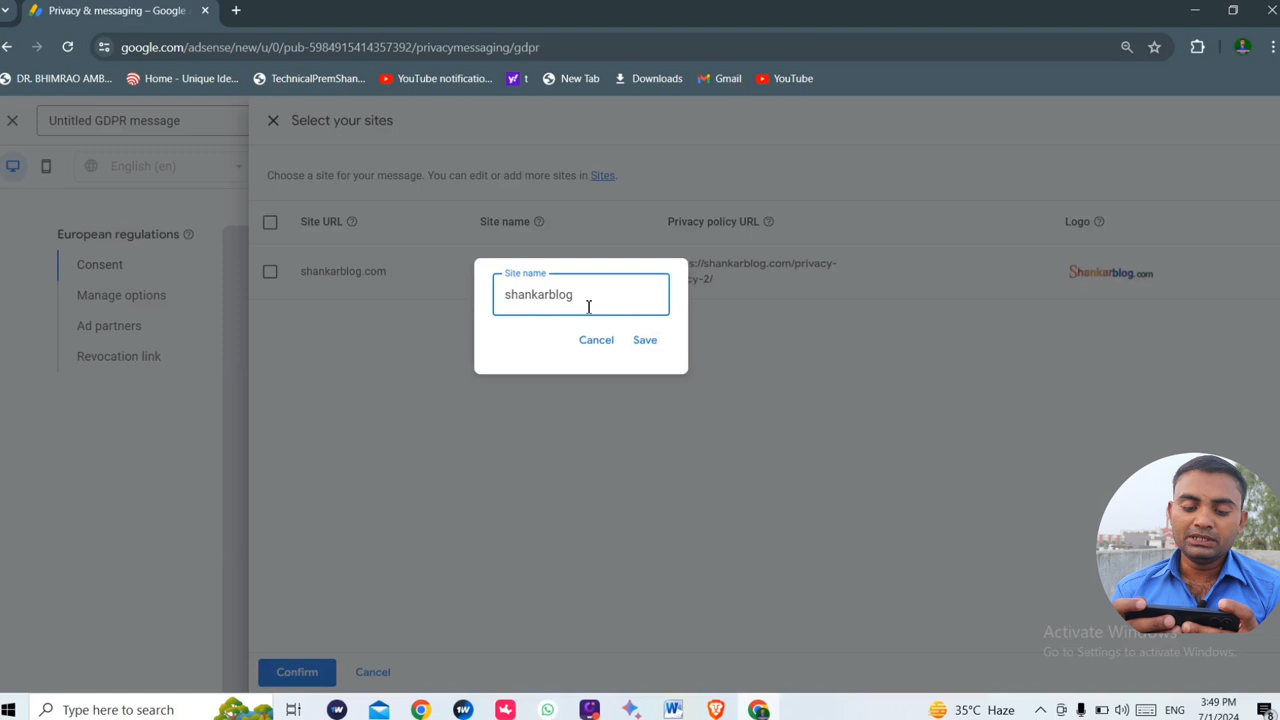 Privacy & messaging – Google
google.com/adsense/new/u/0/pub-5984915414357392/privacymessaging/gdpr
DR. BHIMRAO AMB...
Home - Unique Ide...
TechnicalPremShan...
YouTube notificatio...
t
New Tab
Downloads
Gmail
YouTube
Untitled GDPR message
Select your sites
English (en)
Choose a site for your message. You can edit or add more sites in Sites.
European regulations
Consent
Manage options
Ad partners
Revocation link
Site URL
Site name
Privacy policy URL
Logo
shankarblog.com
s://shankarblog.com/privacy-
cy-2/
Shankarblog.com
Site name
shankarblog
Cancel
Save
Confirm
Cancel
Activate Windows
Go to Settings to activate Windows.
Type here to search
35°C Haze
ENG
3:49 PM
7/1/2024